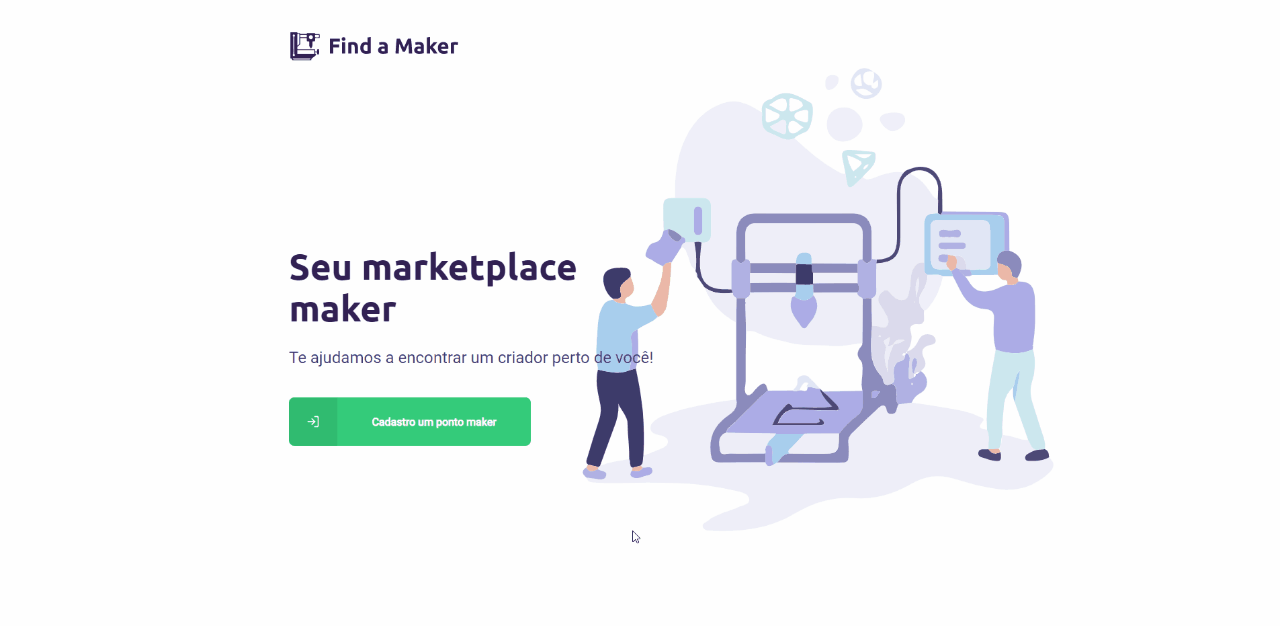 Find a Maker
Seu marketplace
maker
Te ajudamos a encontrar um criador perto de você!
Cadastro um ponto maker